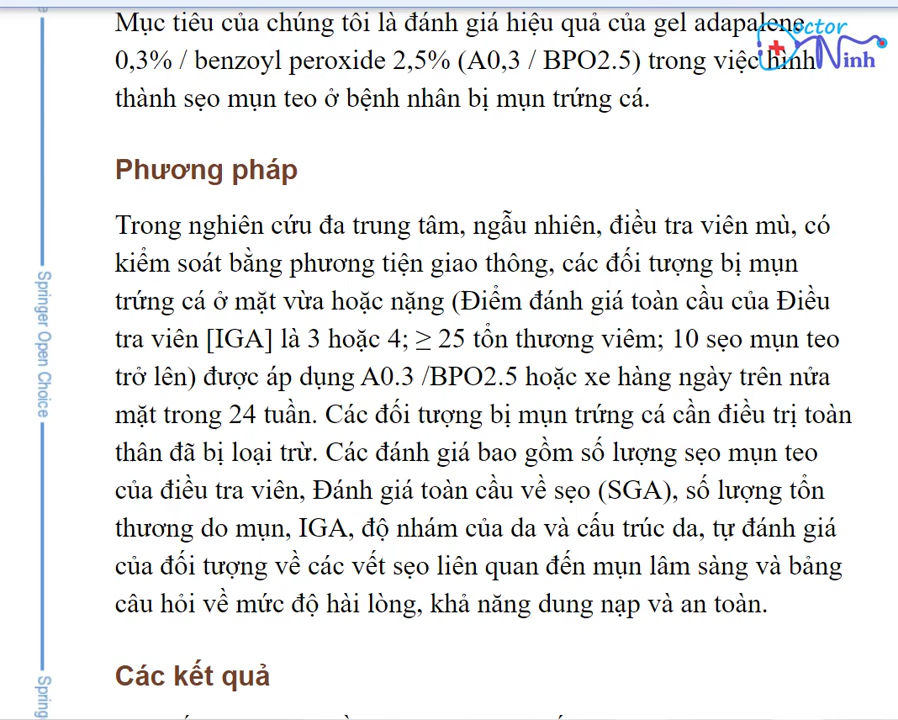 Mục tiêu của chúng tôi là đánh giá hiệu quả của gel adapalene
0,3% / benzoyl peroxide 2,5% (A0,3 / BPO2.5) trong việc hình
thành sẹo mụn teo ở bệnh nhân bị mụn trứng cá.
Doctor
Ninh
Phương pháp
Trong nghiên cứu đa trung tâm, ngẫu nhiên, điều tra viên mù, có
kiểm soát bằng phương tiện giao thông, các đối tượng bị mụn
trứng cá ở mặt vừa hoặc nặng (Điểm đánh giá toàn cầu của Điều
tra viên [IGA] là 3 hoặc 4; ≥ 25 tổn thương viêm; 10 sẹo mụn teo
trở lên) được áp dụng A0.3 /BPO2.5 hoặc xe hàng ngày trên nửa
mặt trong 24 tuần. Các đối tượng bị mụn trứng cá cần điều trị toàn
thân đã bị loại trừ. Các đánh giá bao gồm số lượng sẹo mụn teo
của điều tra viên, Đánh giá toàn cầu về sẹo (SGA), số lượng tổn
thương do mụn, IGA, độ nhám của da và cấu trúc da, tự đánh giá
của đối tượng về các vết sẹo liên quan đến mụn lâm sàng và bảng
câu hỏi về mức độ hài lòng, khả năng dung nạp và an toàn.
Các kết quả
Springer Open Choice
Spring